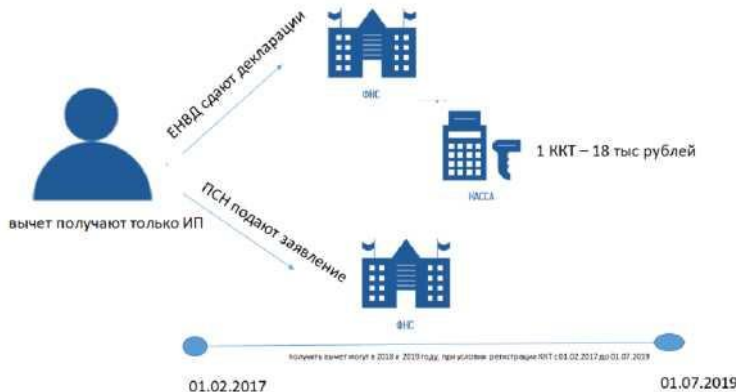 ЕНВД сдают декларации
ФНС
1 ККТ – 18 тыс рублей
КАССА
вычет получают только ИП
ПСН подают заявление
ФНС
получить вычет могут в 2018 и 2019 году, при условии регистрации ККТ с 01.02.2017 до 01.07.2019
01.02.2017
01.07.2019